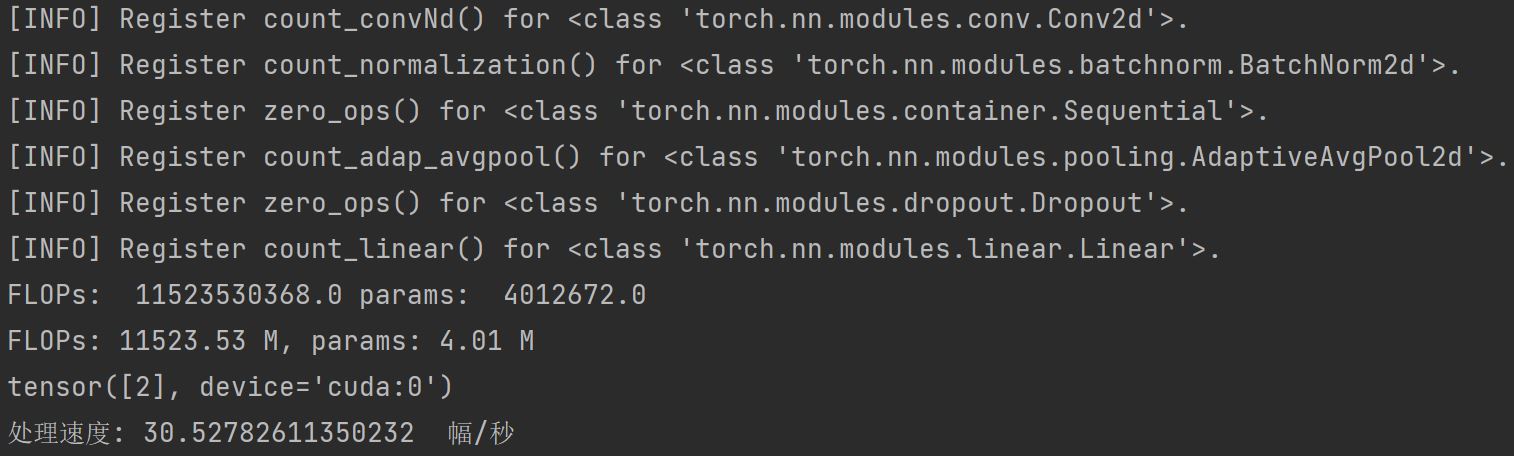 [INFO] Register count_convNd() for <class 'torch.nn.modules.conv.Conv2d'>.
[INFO] Register count_normalization() for <class 'torch.nn.modules.batchnorm.BatchNorm2d'>.
[INFO] Register zero_ops() for <class 'torch.nn.modules.container.Sequential'>.
[INFO] Register count_adap_avgpool() for <class 'torch.nn.modules.pooling.AdaptiveAvgPool2d'>.
[INFO] Register zero_ops() for <class 'torch.nn.modules.dropout.Dropout'>.
[INFO] Register count_linear() for <class 'torch.nn.modules.linear.Linear'>.
FLOPs:  11523530368.0 params:  4012672.0
FLOPs: 11523.53 M, params: 4.01 M
tensor([2], device='cuda:0')
处理速度: 30.52782611350232  幅/秒